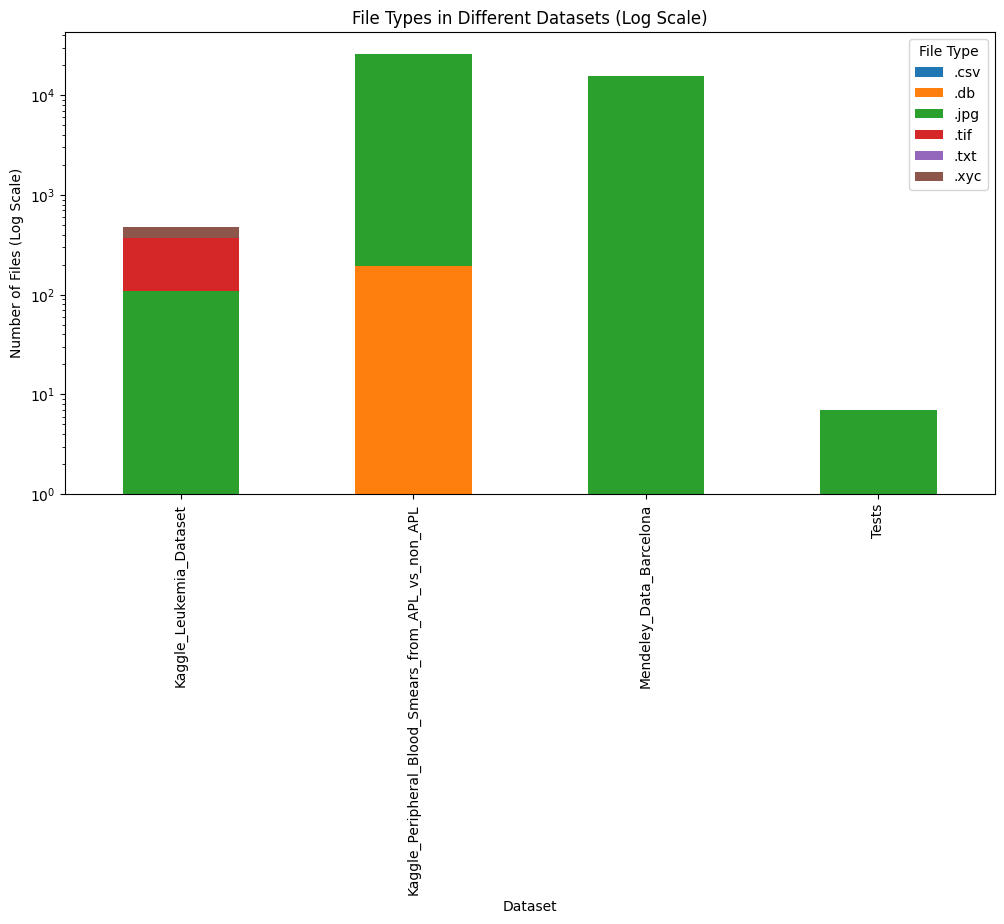 File Types in Different Datasets (Log Scale)
Number of Files (Log Scale)
10^4
10^3
10^2
10^1
10^0
File Type
.csv
.db
.jpg
.tif
.txt
.xyc
Kaggle_Leukemia_Dataset
Kaggle_Peripheral_Blood_Smears_from_APL_vs_non_APL
Mendeley_Data_Barcelona
Tests
Dataset